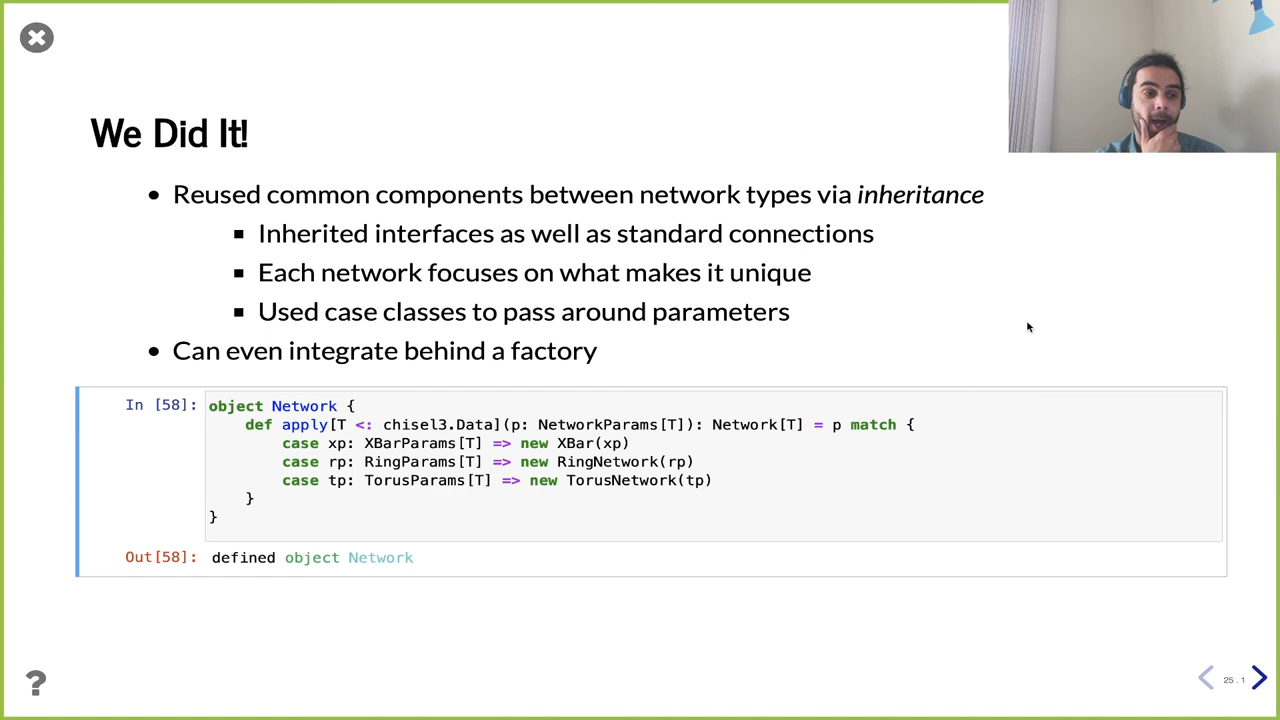 We Did It!
• Reused common components between network types via inheritance
▪ Inherited interfaces as well as standard connections
▪ Each network focuses on what makes it unique
▪ Used case classes to pass around parameters
• Can even integrate behind a factory
In [58]: object Network {
    def apply[T <: chisel3.Data](p: NetworkParams[T]): Network[T] = p match {
        case xp: XBarParams[T] => new XBar(xp)
        case rp: RingParams[T] => new RingNetwork(rp)
        case tp: TorusParams[T] => new TorusNetwork(tp)
    }
}
Out[58]: defined object Network
?
25 . 1